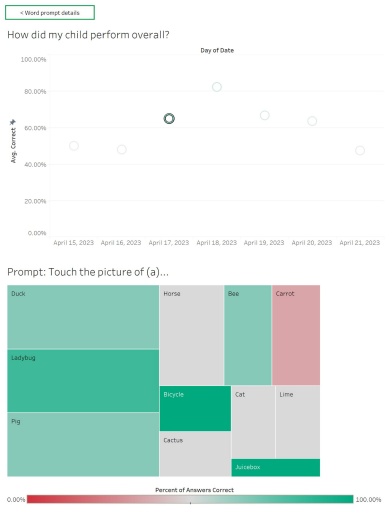 < Word prompt details
How did my child perform overall?
Day of Date
100.00%
80.00%
60.00%
40.00%
20.00%
0.00%
Avg. Correct
April 15, 2023 April 16, 2023 April 17, 2023 April 18, 2023 April 19, 2023 April 20, 2023 April 21, 2023
Prompt: Touch the picture of (a)...
Duck Horse Bee Carrot
Ladybug
Bicycle Cat Lime
Pig
Cactus
Juicebox
Percent of Answers Correct
0.00% 100.00%